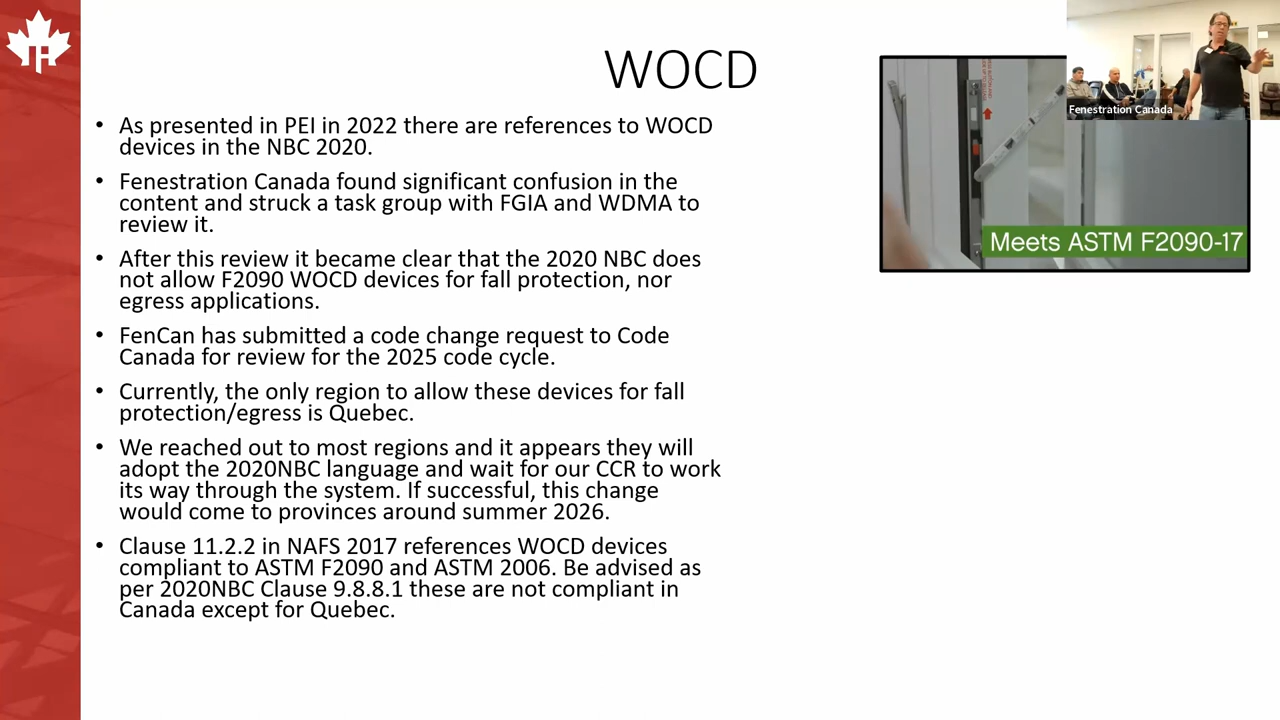 WOCD
• As presented in PEI in 2022 there are references to WOCD
devices in the NBC 2020.
• Fenestration Canada found significant confusion in the
content and struck a task group with FGIA and WDMA to
review it.
• After this review it became clear that the 2020 NBC does
not allow F2090 WOCD devices for fall protection, nor
egress applications.
• FenCan has submitted a code change request to Code
Canada for review for the 2025 code cycle.
• Currently, the only region to allow these devices for fall
protection/egress is Quebec.
• We reached out to most regions and it appears they will
adopt the 2020NBC language and wait for our CCR to work
its way through the system. If successful, this change
would come to provinces around summer 2026.
• Clause 11.2.2 in NAFS 2017 references WOCD devices
compliant to ASTM F2090 and ASTM 2006. Be advised as
per 2020NBC Clause 9.8.8.1 these are not compliant in
Canada except for Quebec.
Fenestration Canada
Meets ASTM F2090-17